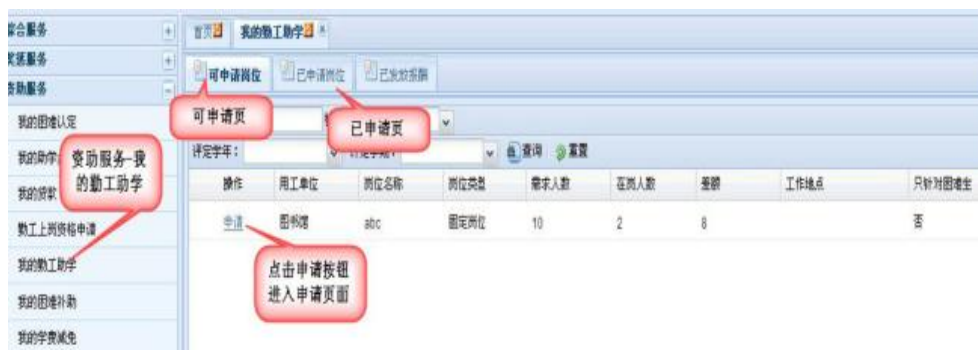 合服务
首页 我的勤工助学
服务
可申请岗位 已申请岗位 已发放报酬
助服务
我的困难认定
可申请页
已申请页
评定学年： 查询 重置
我的助学
资助服务-我
的勤工助学
操作 用工单位 岗位名称 岗位类型 需求人数 在岗人数 差额 工作地点 只针对困难生
我的贷款
勤工上岗资格申请
申请 图书馆 abc 固定岗位 10 2 8 否
我的勤工助学
点击申请按钮
进入申请页面
我的困难补助
我的学费减免